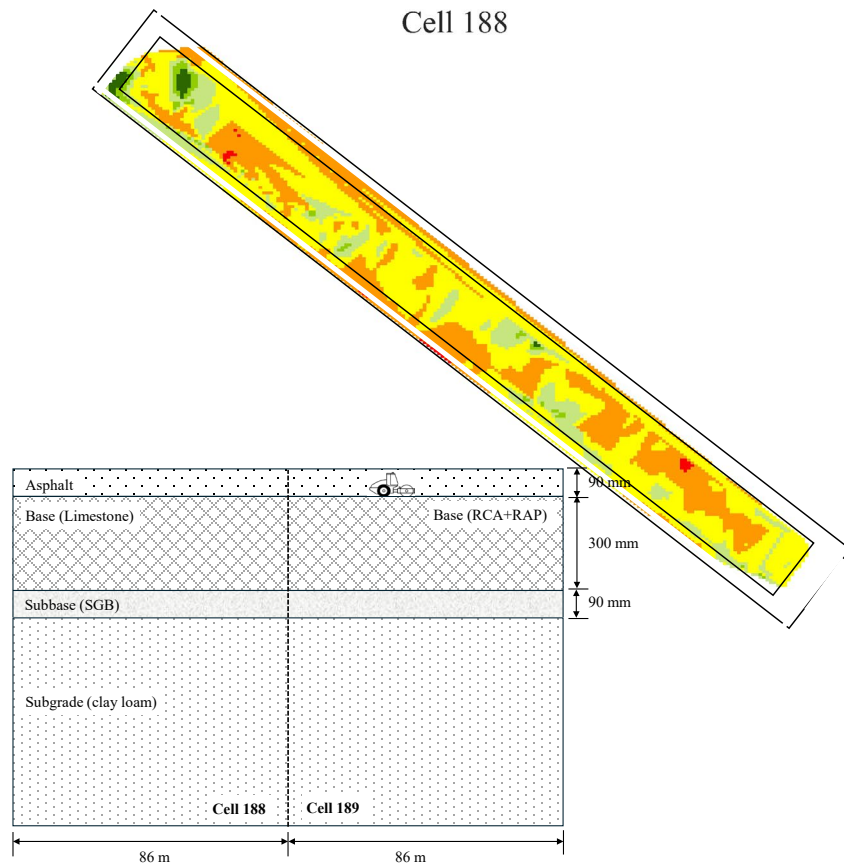 Cell 188
Asphalt
90 mm
Base (Limestone)
Base (RCA+RAP)
300 mm
Subbase (SGB)
90 mm
Subgrade (clay loam)
Cell 188
Cell 189
86 m
86 m